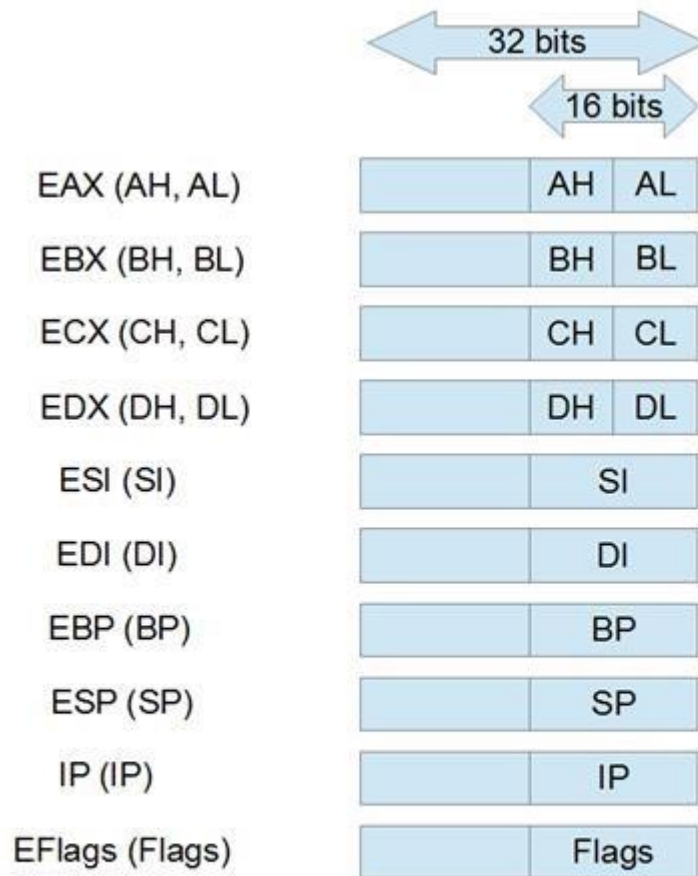 32 bits
16 bits
EAX (AH, AL) AH AL
EBX (BH, BL) BH BL
ECX (CH, CL) CH CL
EDX (DH, DL) DH DL
ESI (SI) SI
EDI (DI) DI
EBP (BP) BP
ESP (SP) SP
IP (IP) IP
EFlags (Flags) Flags